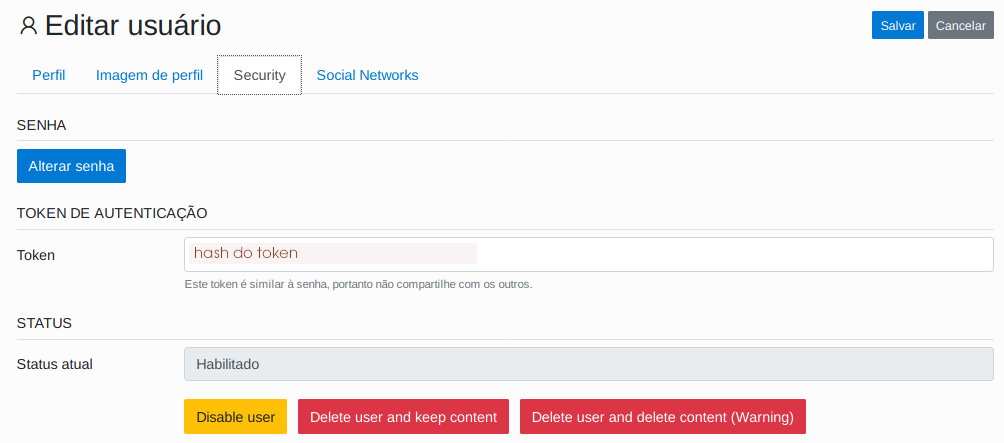 Editar usuário
Salvar
Cancelar
Perfil
Imagem de perfil
Security
Social Networks
SENHA
Alterar senha
TOKEN DE AUTENTICAÇÃO
Token
hash do token
Este token é similar à senha, portanto não compartilhe com os outros.
STATUS
Status atual
Habilitado
Disable user
Delete user and keep content
Delete user and delete content (Warning)